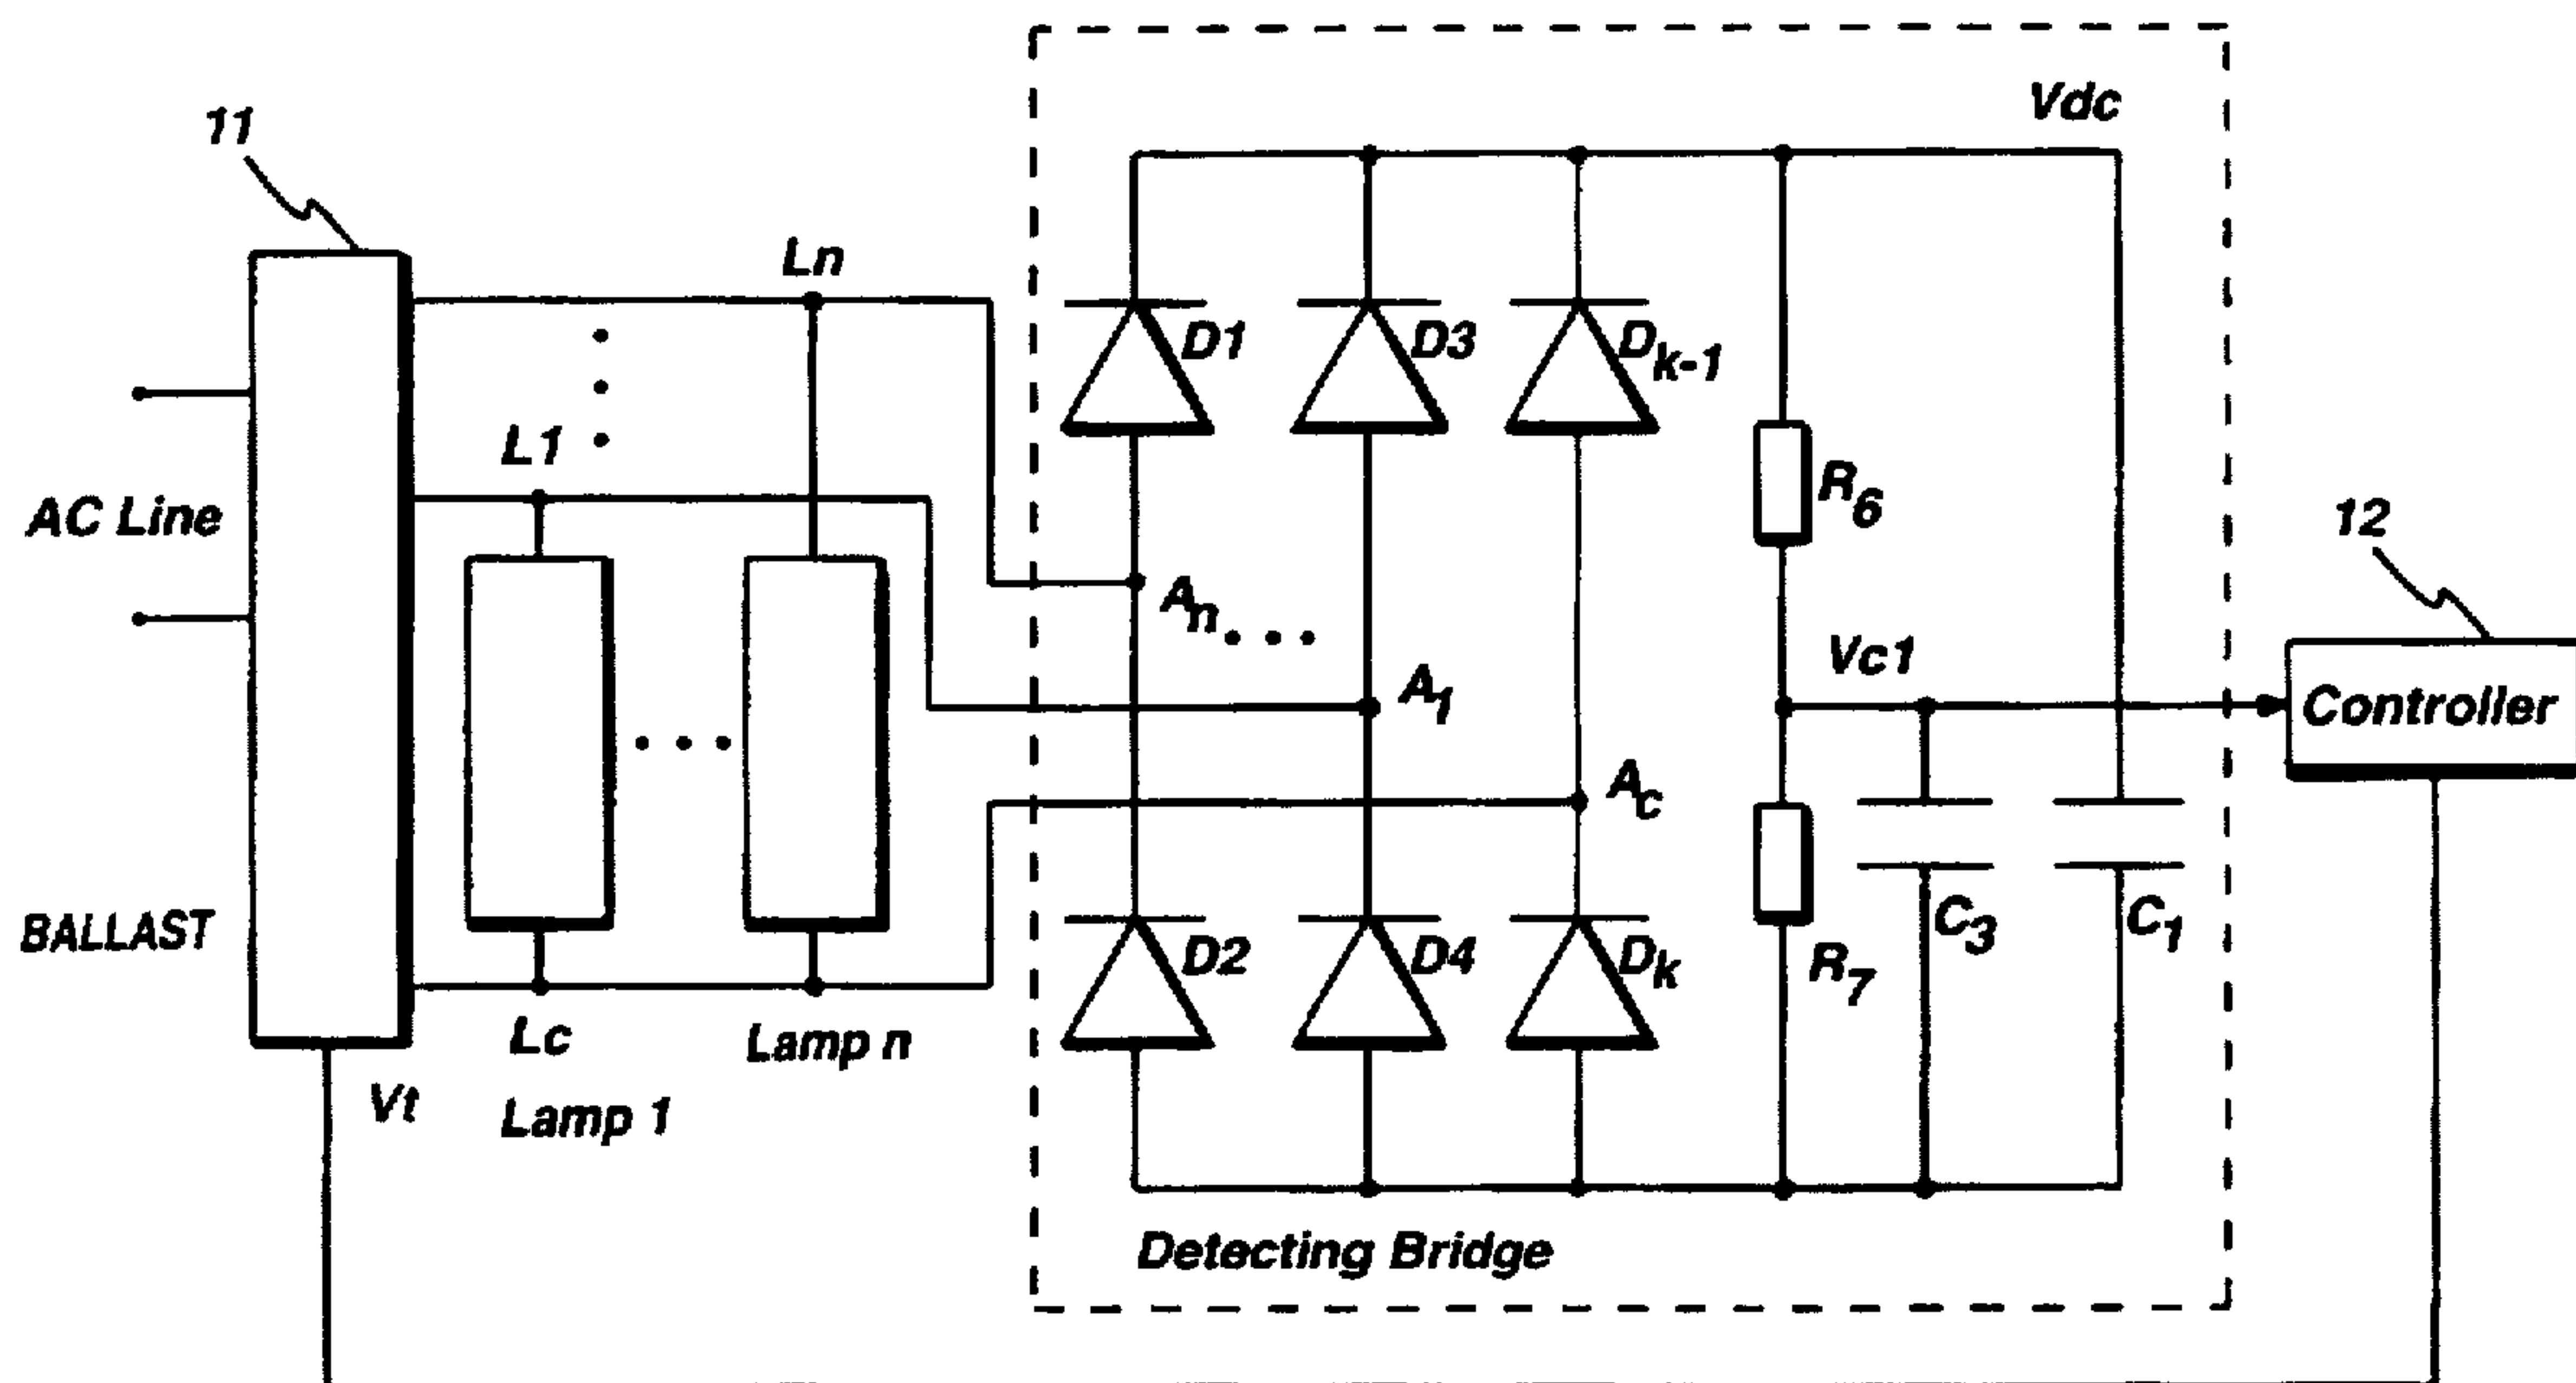 Vdc
11
Ln
D1
D3
Dk-1
L1
R6
AC Line
12
An
Vc1
A1
Controller
Ac
BALLAST
D2
D4
Dk
R7
C3
C1
Lc
Lamp n
Vt
Lamp 1
Detecting Bridge